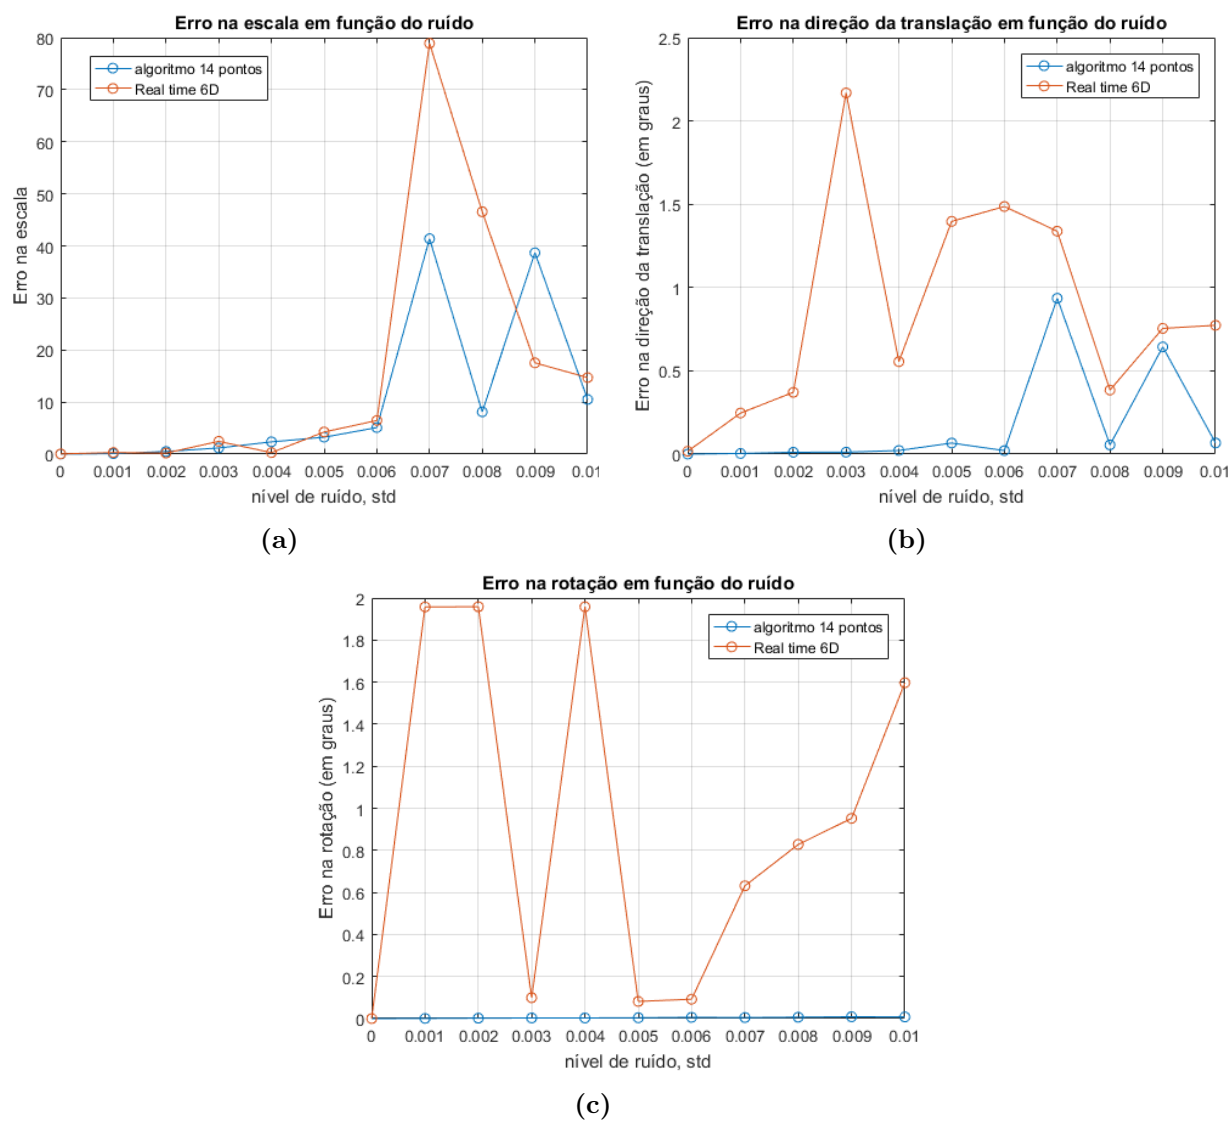 Erro na escala em função do ruído
80
70
60
50
40
30
20
10
0
Erro na escala
algoritmo 14 pontos
Real time 6D
0 0.001 0.002 0.003 0.004 0.005 0.006 0.007 0.008 0.009 0.01
nível de ruído, std
(a)
Erro na direção da translação em função do ruído
2.5
2
1.5
1
0.5
0
Erro na direção da translação (em graus)
algoritmo 14 pontos
Real time 6D
0 0.001 0.002 0.003 0.004 0.005 0.006 0.007 0.008 0.009 0.01
nível de ruído, std
(b)
Erro na rotação em função do ruído
2
1.8
1.6
1.4
1.2
1
0.8
0.6
0.4
0.2
0
Erro na rotação (em graus)
algoritmo 14 pontos
Real time 6D
0 0.001 0.002 0.003 0.004 0.005 0.006 0.007 0.008 0.009 0.01
nível de ruído, std
(c)